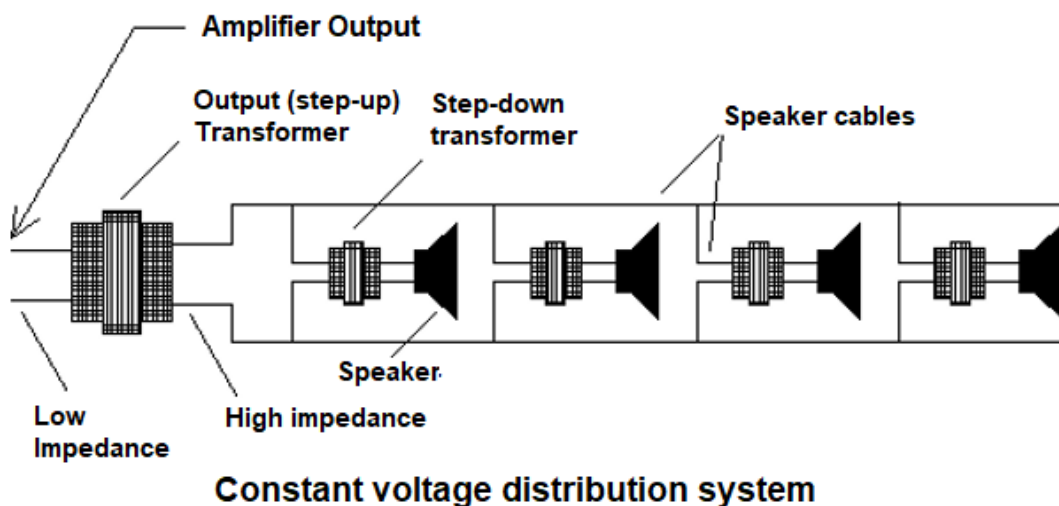 Amplifier Output
Output (step-up)
Transformer
Step-down
transformer
Speaker cables
Speaker.
Low
Impedance
High impedance
Constant voltage distribution system